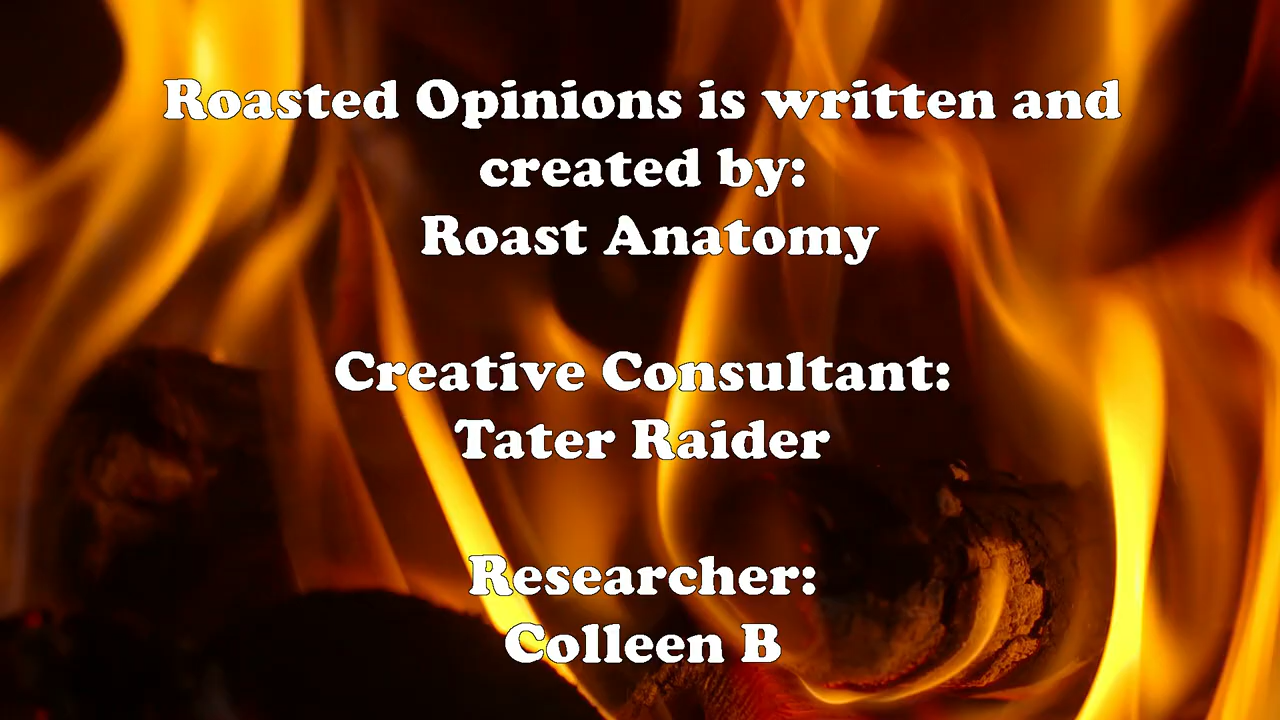 Roasted Opinions is written and
created by:
Roast Anatomy
Creative Consultant:
Tater Raider
Researcher:
Colleen B